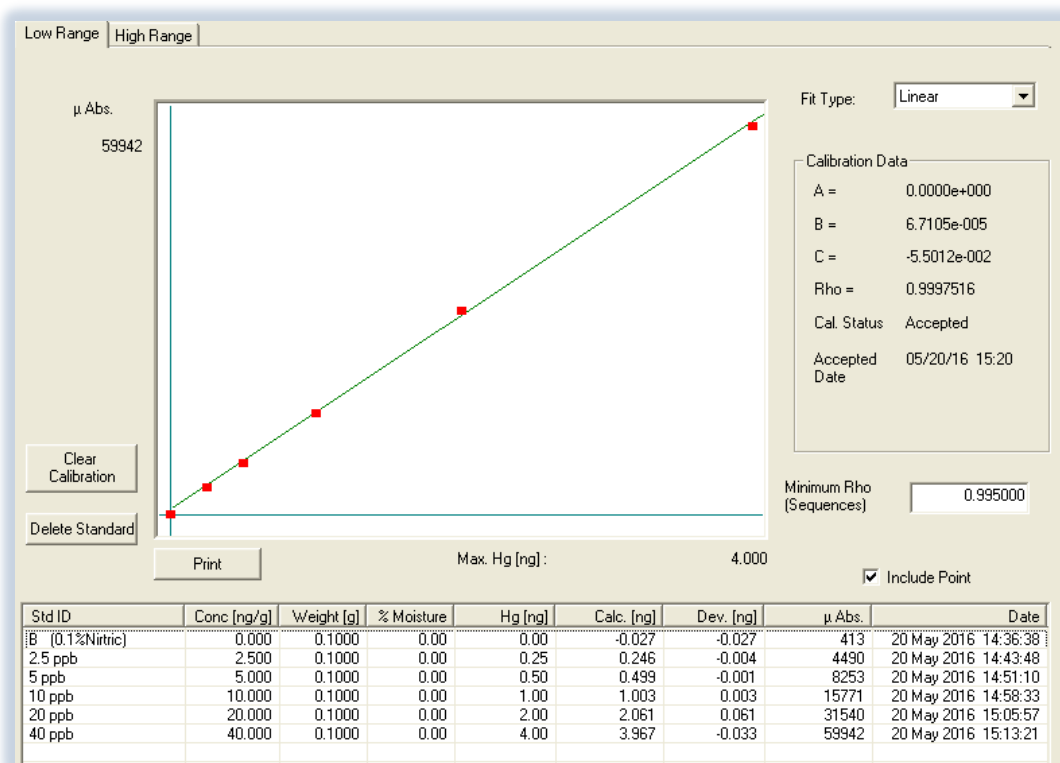 Low Range High Range
µ Abs.
59942
Fit Type: Linear
Calibration Data
A = 0.0000e+000
B = 6.7105e-005
C = -5.5012e-002
Rho = 0.9997516
Cal. Status Accepted
Accepted Date 05/20/16 15:20
Clear Calibration
Delete Standard
Minimum Rho (Sequences) 0.995000
Print
Max. Hg [ng] : 4.000
Include Point
Std ID Conc [ng/g] Weight [g] % Moisture Hg [ng] Calc. [ng] Dev. [ng] µ Abs. Date
B (0.1%Nirtric) 0.000 0.1000 0.00 0.00 -0.027 -0.027 413 20 May 2016 14:36:38
2.5 ppb 2.500 0.1000 0.00 0.25 0.246 -0.004 4490 20 May 2016 14:43:48
5 ppb 5.000 0.1000 0.00 0.50 0.499 -0.001 8253 20 May 2016 14:51:10
10 ppb 10.000 0.1000 0.00 1.00 1.003 0.003 15771 20 May 2016 14:58:33
20 ppb 20.000 0.1000 0.00 2.00 2.061 0.061 31540 20 May 2016 15:05:57
40 ppb 40.000 0.1000 0.00 4.00 3.967 -0.033 59942 20 May 2016 15:13:21